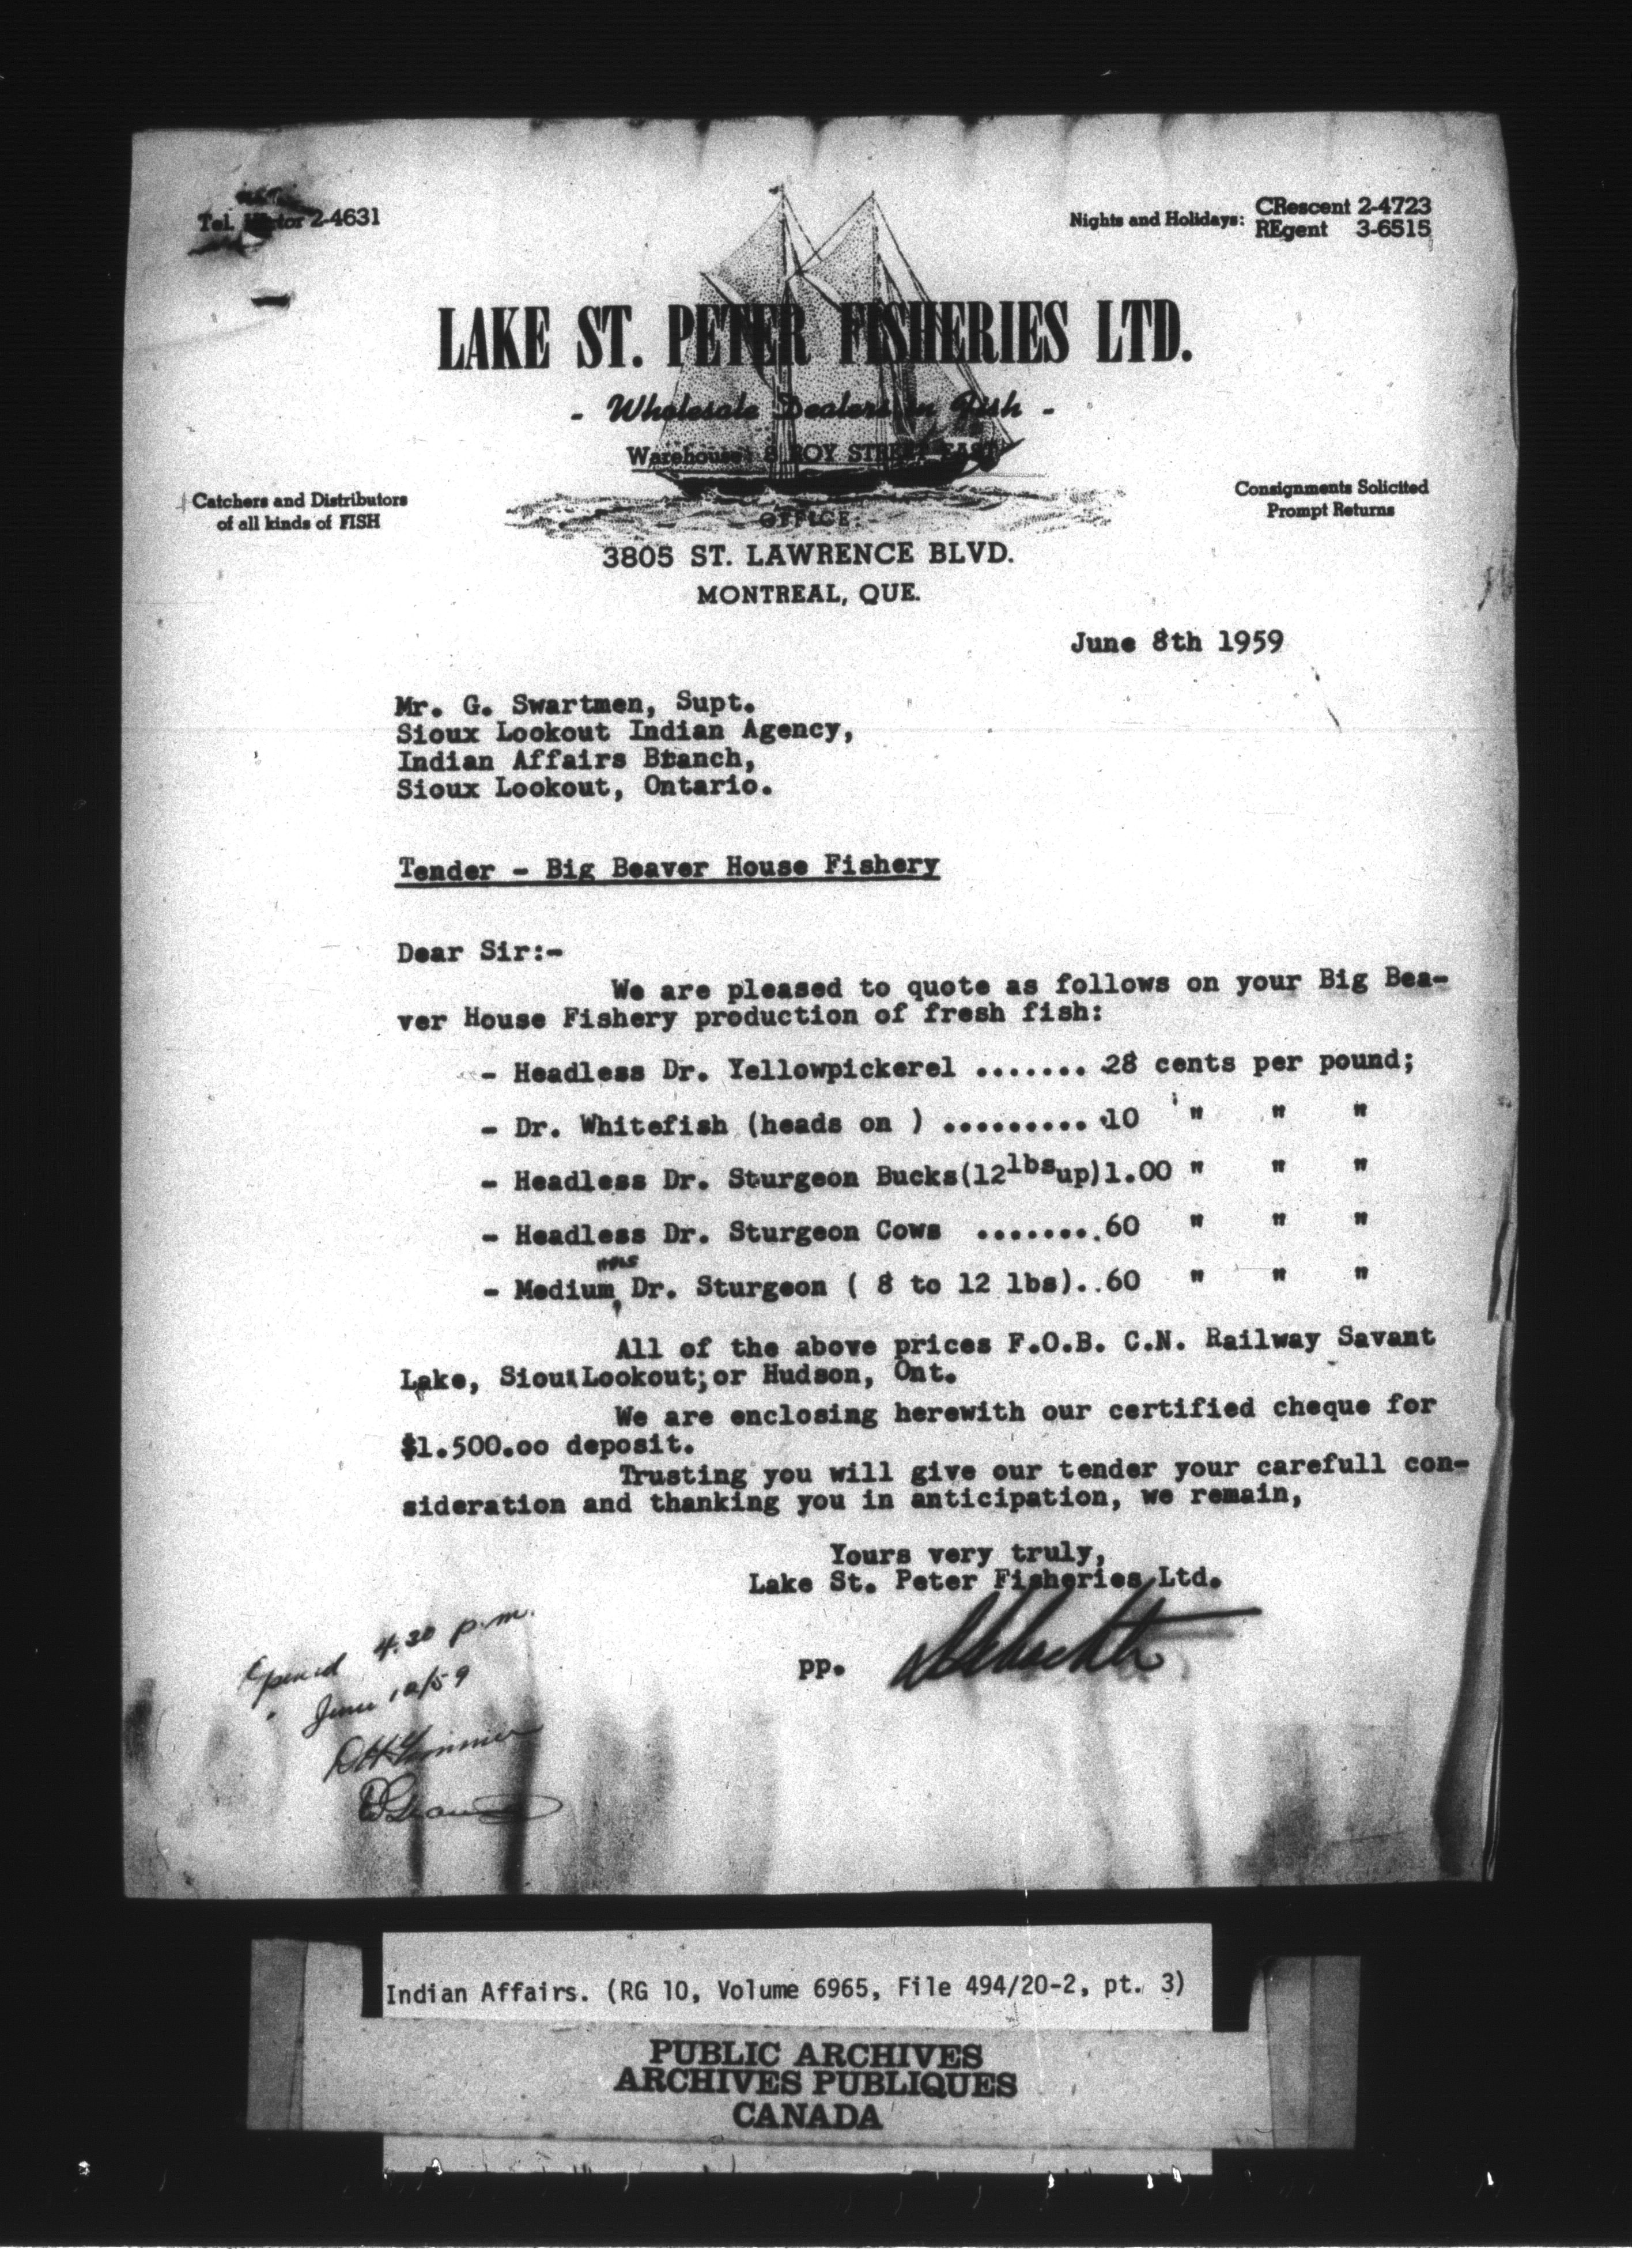 Tel. 2-4631
Nights and Holidays: CRescent 2-4723
REgent 3-6515
LAKE ST. PETER FISHERIES LTD.
- Wholesale Dealers in Fish -
Warehouse: 8 ROY STREET EAST
Catchers and Distributors
of all kinds of FISH
Consignments Solicited
Prompt Returns
OFFICE:
3805 ST. LAWRENCE BLVD.
MONTREAL, QUE.
June 8th 1959
Mr. G. Swartmen, Supt.
Sioux Lookout Indian Agency,
Indian Affairs Branch,
Sioux Lookout, Ontario.
Tender - Big Beaver House Fishery
Dear Sir:-
We are pleased to quote as follows on your Big Bea-
ver House Fishery production of fresh fish:
- Headless Dr. Yellowpickerel ....... 28 cents per pound;
- Dr. Whitefish (heads on ) ......... 10 " " "
- Headless Dr. Sturgeon Bucks(12lbsup)1.00 " " "
- Headless Dr. Sturgeon Cows ........60 " " "
- Medium Dr. Sturgeon ( 8 to 12 lbs)..60 " " "
All of the above prices F.O.B. C.N. Railway Savant
Lake, Sioux Lookout; or Hudson, Ont.
We are enclosing herewith our certified cheque for
$1.500.oo deposit.
Trusting you will give our tender your carefull con-
sideration and thanking you in anticipation, we remain,
Yours very truly,
Lake St. Peter Fisheries Ltd.
pp.
Opened 4.30 p.m.
June 10/59
Indian Affairs. (RG 10, Volume 6965, File 494/20-2, pt. 3)
PUBLIC ARCHIVES
ARCHIVES PUBLIQUES
CANADA